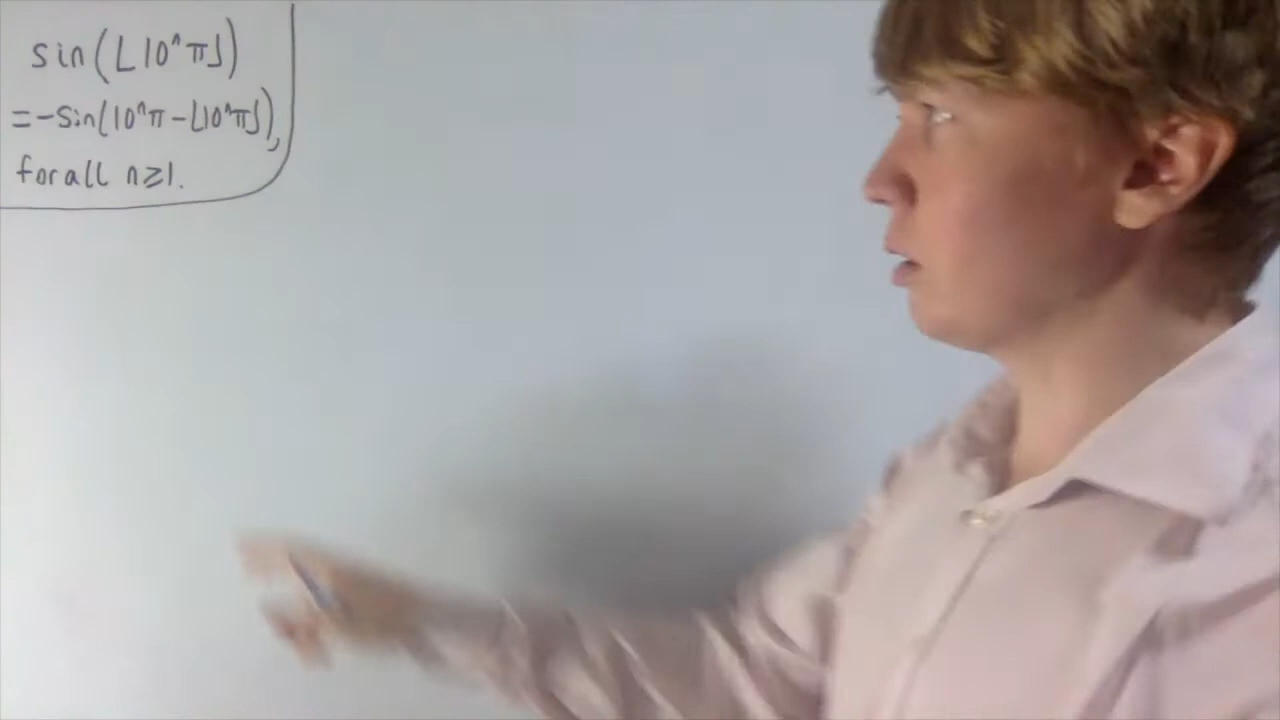 sin(⌊10ⁿπ⌋)
=-sin(10ⁿπ-⌊10ⁿπ⌋),
for all n≥1.